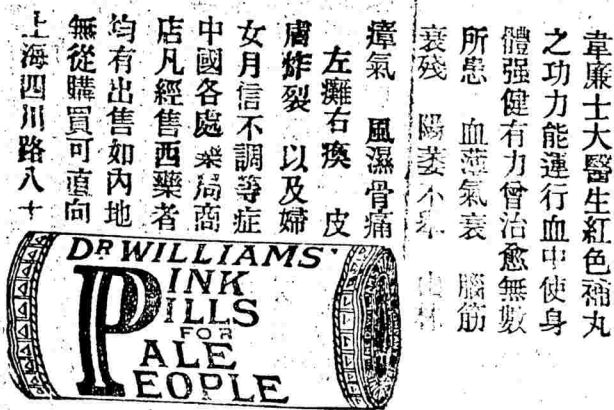 韋廉士大醫生紅色補丸
之功力能運行血中使身
體强健有力曾治愈無數
所患 血薄氣衰 腦筋
衰殘 陽萎不舉
瘴氣 風濕骨痛
左癱右瘓 皮
膚炸裂 以及婦
女月信不調等症
中國各處藥局商
店凡經售西藥者
均有出售如內地
無從購買可直向
上海四川路八十
DR WILLIAMS'
PINK
PILLS
FOR
PALE
PEOPLE